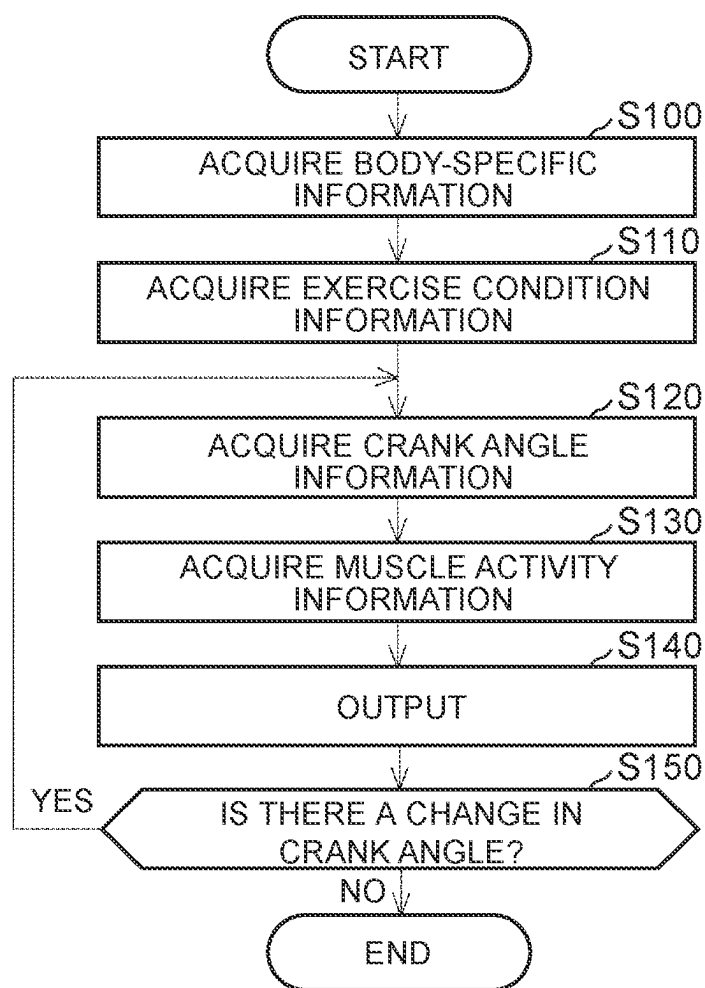 START
S100
ACQUIRE BODY-SPECIFIC
INFORMATION
S110
ACQUIRE EXERCISE CONDITION
INFORMATION
S120
ACQUIRE CRANK ANGLE
INFORMATION
S130
ACQUIRE MUSCLE ACTIVITY
INFORMATION
S140
OUTPUT
S150
YES
IS THERE A CHANGE IN
CRANK ANGLE?
NO
END